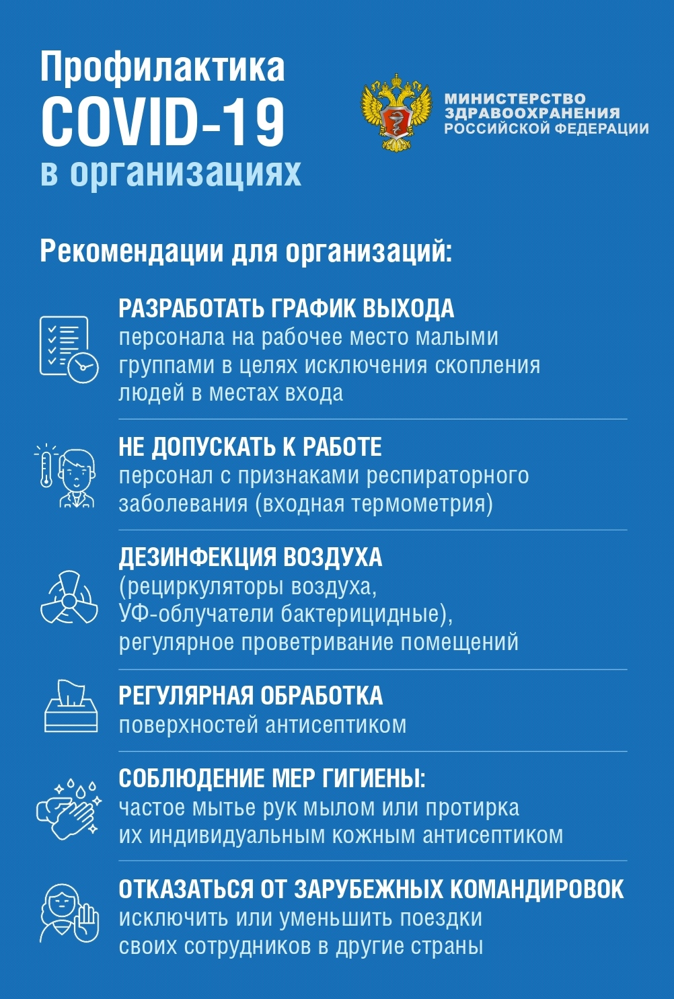 Профилактика
COVID-19
в организациях
МИНИСТЕРСТВО
ЗДРАВООХРАНЕНИЯ
РОССИЙСКОЙ ФЕДЕРАЦИИ
Рекомендации для организаций:
РАЗРАБОТАТЬ ГРАФИК ВЫХОДА
персонала на рабочее место малыми
группами в целях исключения скопления
людей в местах входа
НЕ ДОПУСКАТЬ К РАБОТЕ
персонал с признаками респираторного
заболевания (входная термометрия)
ДЕЗИНФЕКЦИЯ ВОЗДУХА
(рециркуляторы воздуха,
УФ-облучатели бактерицидные),
регулярное проветривание помещений
РЕГУЛЯРНАЯ ОБРАБОТКА
поверхностей антисептиком
СОБЛЮДЕНИЕ МЕР ГИГИЕНЫ:
частое мытье рук мылом или протирка
их индивидуальным кожным антисептиком
ОТКАЗАТЬСЯ ОТ ЗАРУБЕЖНЫХ КОМАНДИРОВОК
исключить или уменьшить поездки
своих сотрудников в другие страны